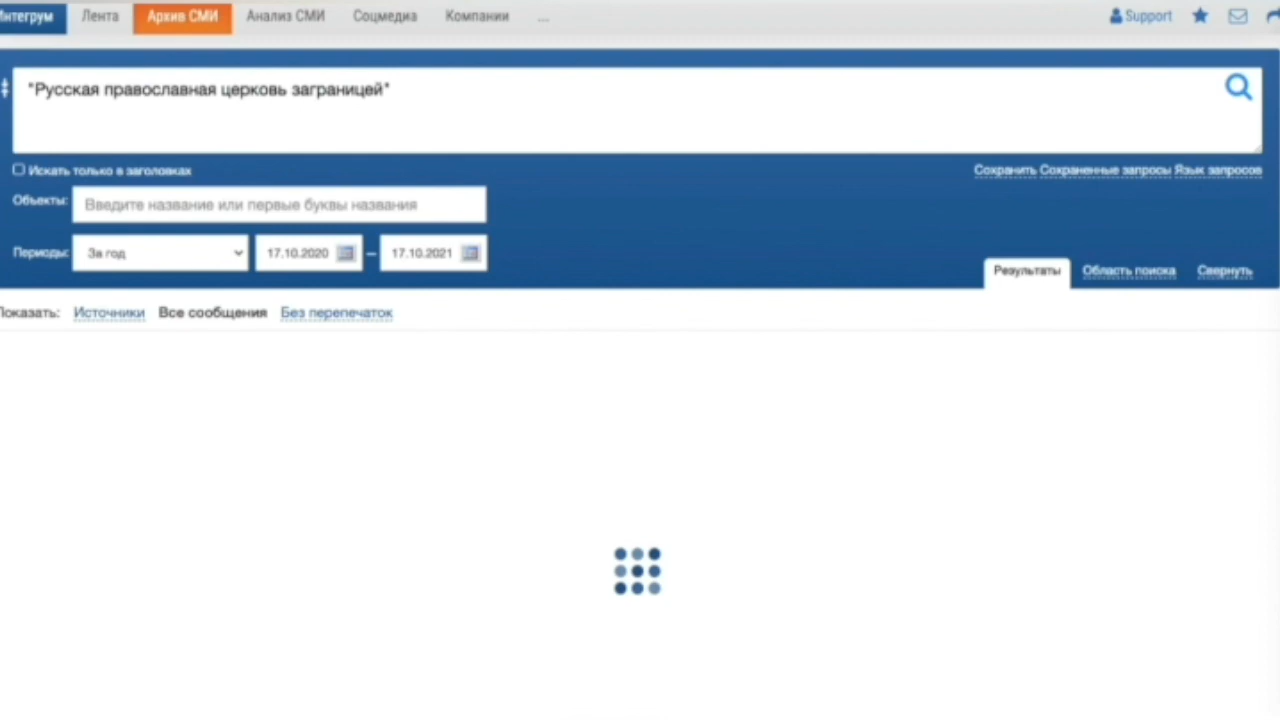 Интегрум Лента Архив СМИ Анализ СМИ Соцмедиа Компании ... Support
"Русская православная церковь заграницей"
Искать только в заголовках Сохранить Сохраненные запросы Язык запросов
Объекты: Введите название или первые буквы названия
Периоды: За год 17.10.2020 – 17.10.2021
Результаты Область поиска Свернуть
Показать: Источники Все сообщения Без перепечаток